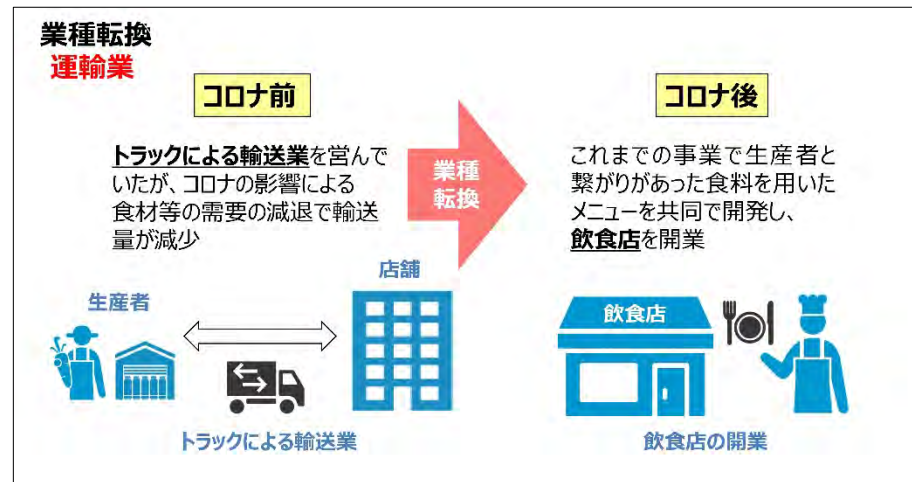 業種転換
運輸業
コロナ前
トラックによる輸送業を営んで
いたが、コロナの影響による
食材等の需要の減退で輸送
量が減少
業種
転換
コロナ後
これまでの事業で生産者と
繋がりがあった食料を用いた
メニューを共同で開発し、
飲食店を開業
生産者
店舗
トラックによる輸送業
飲食店
飲食店の開業